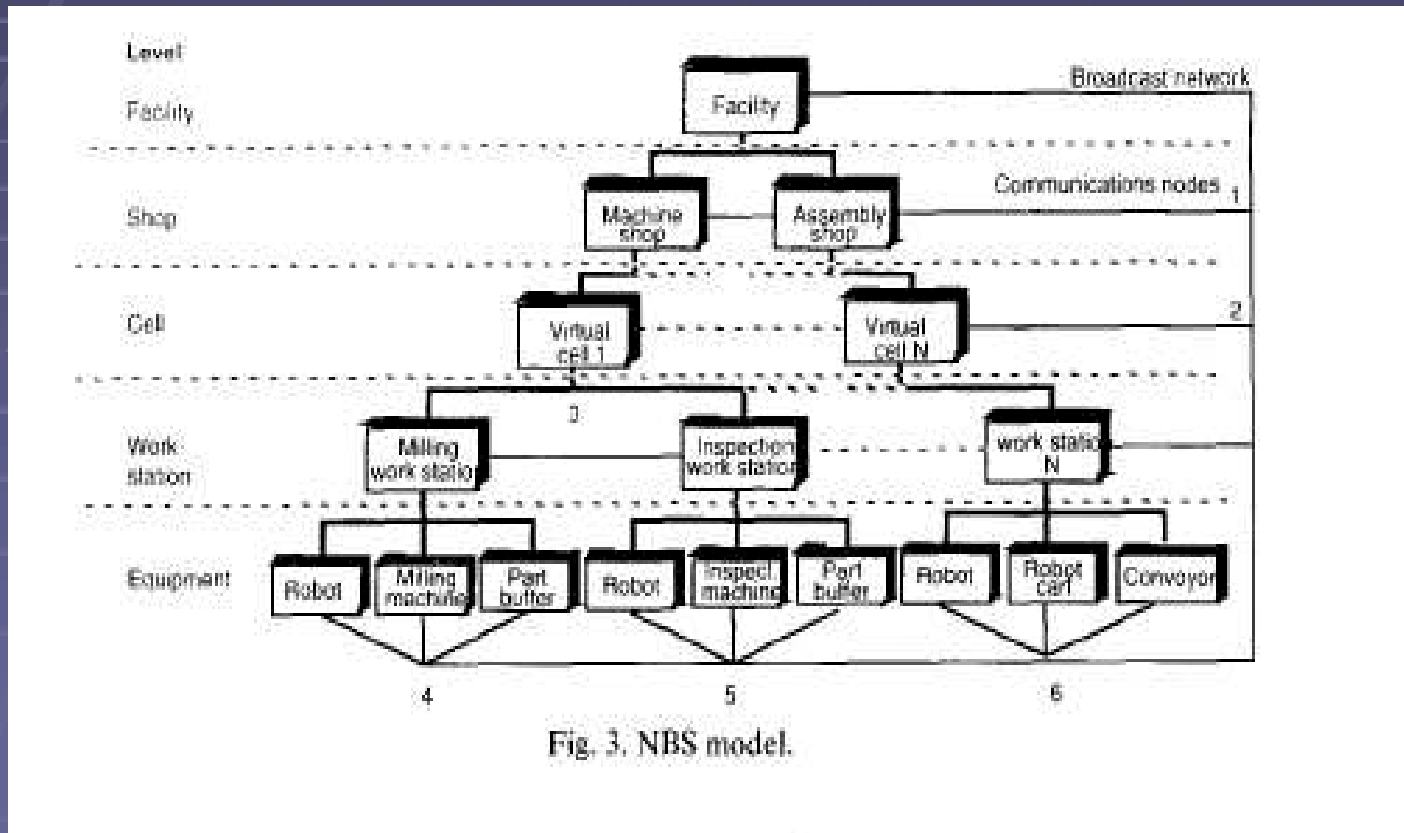 Level
Facility
Facility
Broadcast network
Shop
Machine
shop
Assembly
shop
Communications nodes
1
Cell
Virtual
cell 1
Virtual
cell N
2
3
Work
station
Milling
work station
Inspection
work station
work station
N
Equipment
Robot
Milling
machine
Part
buffer
Robot
Inspect.
machine
Part
buffer
Robot
Robot
cart
Convoyor
4
5
6
Fig. 3. NBS model.